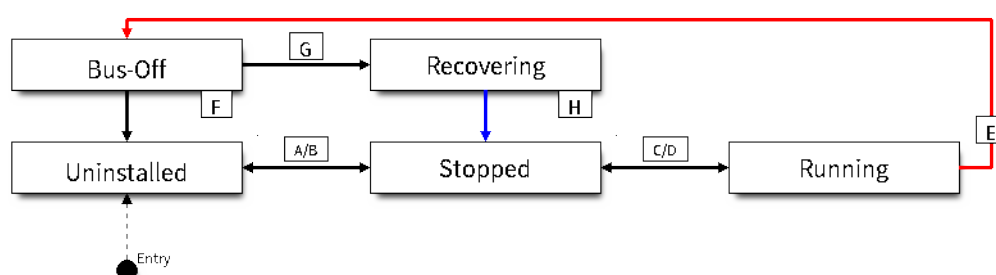 G
Bus-Off
Recovering
F
H
E
A/B
C/D
Uninstalled
Stopped
Running
Entry